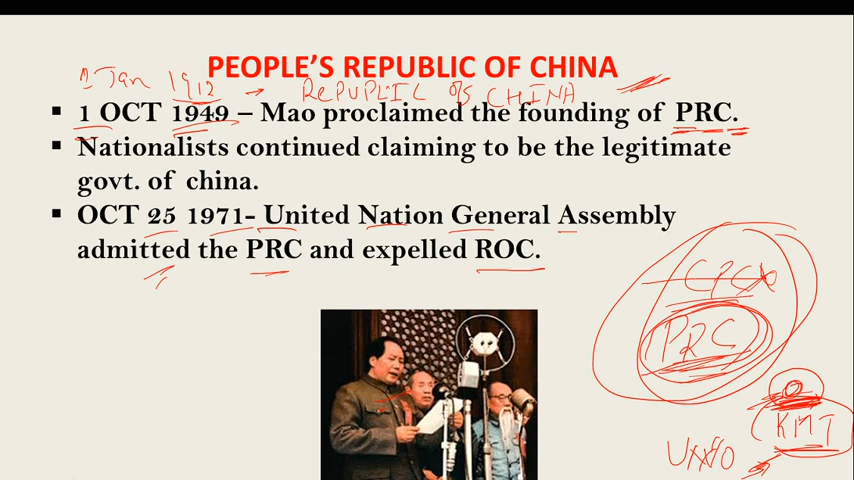 PEOPLE'S REPUBLIC OF CHINA
1 Jan 1912 → REPUPLIC OF CHINA
▪ 1 OCT 1949 – Mao proclaimed the founding of PRC.
▪ Nationalists continued claiming to be the legitimate
govt. of china.
▪ OCT 25 1971- United Nation General Assembly
admitted the PRC and expelled ROC.
PRC
KMT